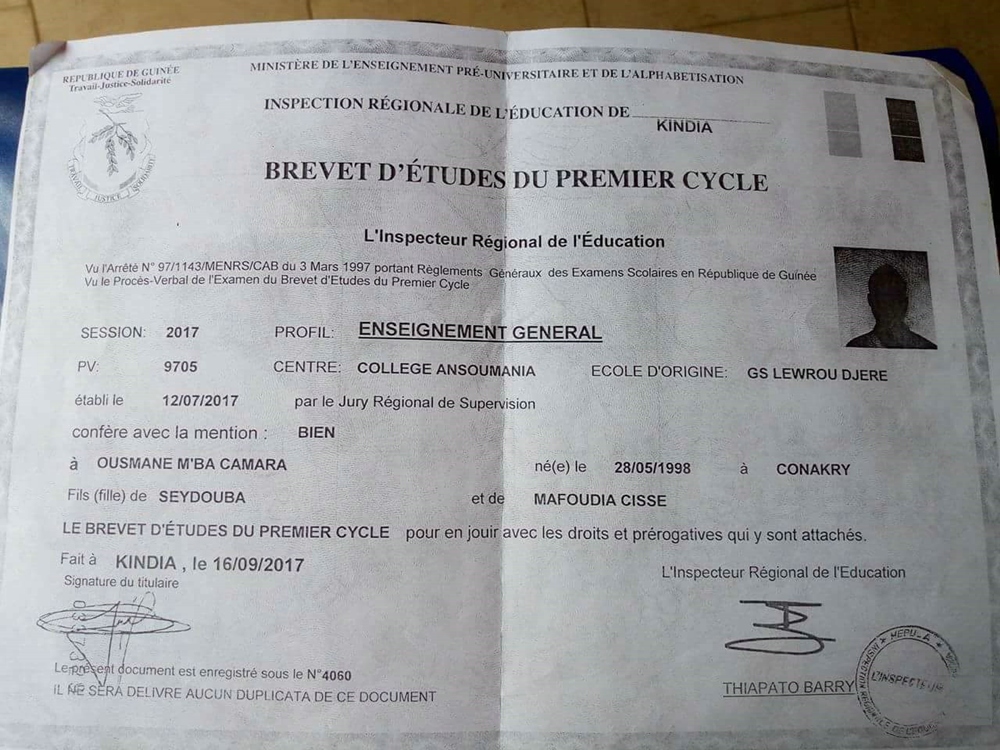 REPUBLIQUE DE GUINÉE
Travail-Justice-Solidarité
MINISTÈRE DE L'ENSEIGNEMENT PRÉ-UNIVERSITAIRE ET DE L'ALPHABETISATION
INSPECTION RÉGIONALE DE L'ÉDUCATION DE
KINDIA
TRAVAIL JUSTICE SOLIDARITE
BREVET D'ÉTUDES DU PREMIER CYCLE
L'Inspecteur Régional de l'Éducation
Vu l'Arrêté N° 97/1143/MENRS/CAB du 3 Mars 1997 portant Règlements Généraux des Examens Scolaires en République de Guinée
Vu le Procès-Verbal de l'Examen du Brevet d'Etudes du Premier Cycle
SESSION: 2017 PROFIL: ENSEIGNEMENT GENERAL
PV: 9705 CENTRE: COLLEGE ANSOUMANIA ECOLE D'ORIGINE: GS LEWROU DJERE
établi le 12/07/2017 par le Jury Régional de Supervision
confère avec la mention : BIEN
à OUSMANE M'BA CAMARA né(e) le 28/05/1998 à CONAKRY
Fils (fille) de SEYDOUBA et de MAFOUDIA CISSE
LE BREVET D'ÉTUDES DU PREMIER CYCLE pour en jouir avec les droits et prérogatives qui y sont attachés.
Fait à KINDIA , le 16/09/2017
Signature du titulaire
L'Inspecteur Régional de l'Education
Le présent document est enregistré sous le N°4060
IL NE SERA DELIVRE AUCUN DUPLICATA DE CE DOCUMENT
THIAPATO BARRY
MEPU-A
L'INSPECTEUR